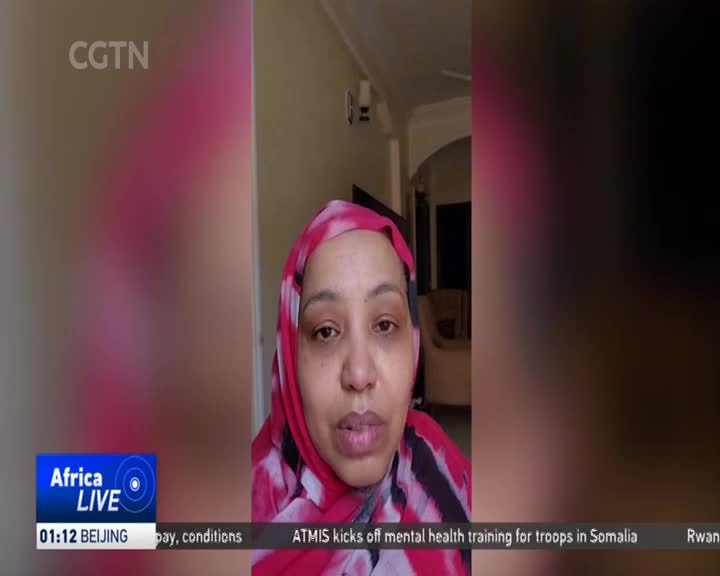 CGTN
Africa
LIVE
01:12 BEIJING
pay, conditions ATMIS kicks off mental health training for troops in Somalia Rwan